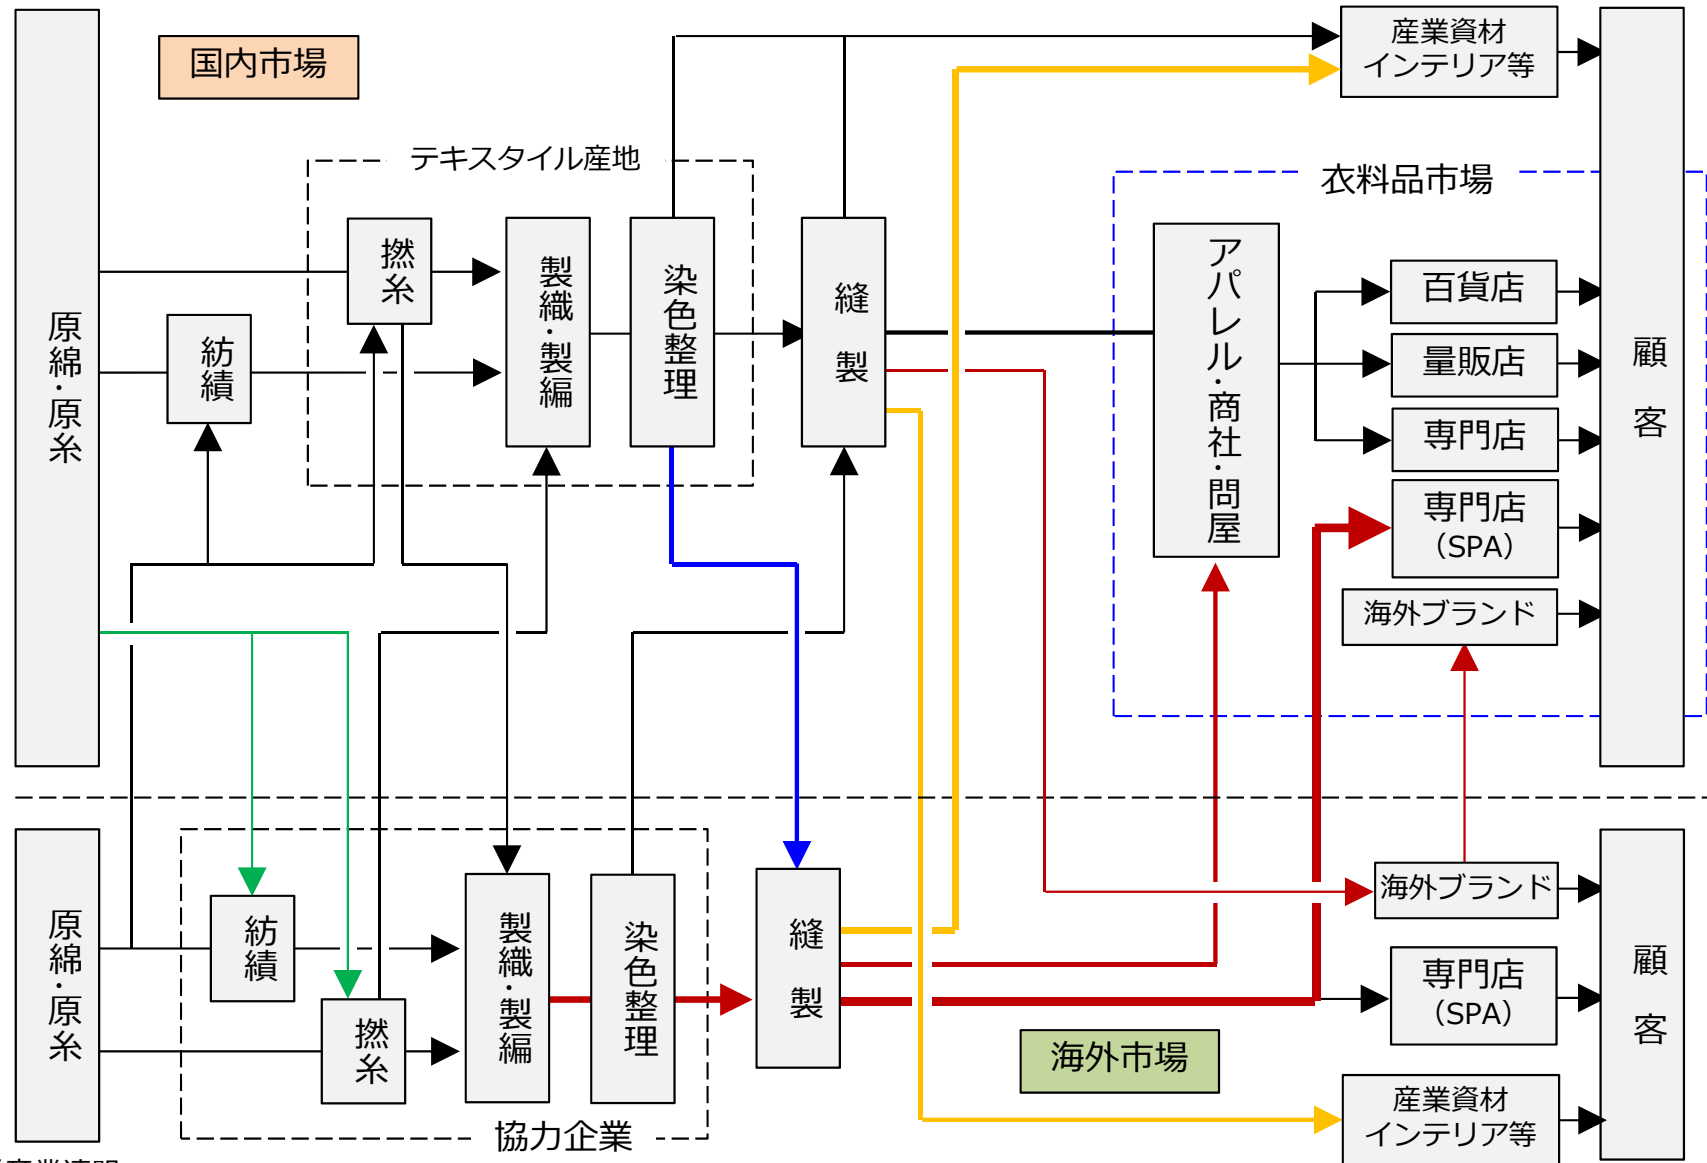 国内市場
産業資材
インテリア等
テキスタイル産地
衣料品市場
原綿・原糸
紡績
撚糸
製織・製編
染色整理
縫製
アパレル・商社・問屋
百貨店
量販店
専門店
専門店
（SPA）
海外ブランド
顧客
原綿・原糸
紡績
撚糸
製織・製編
染色整理
縫製
海外ブランド
専門店
（SPA）
海外市場
産業資材
インテリア等
顧客
協力企業